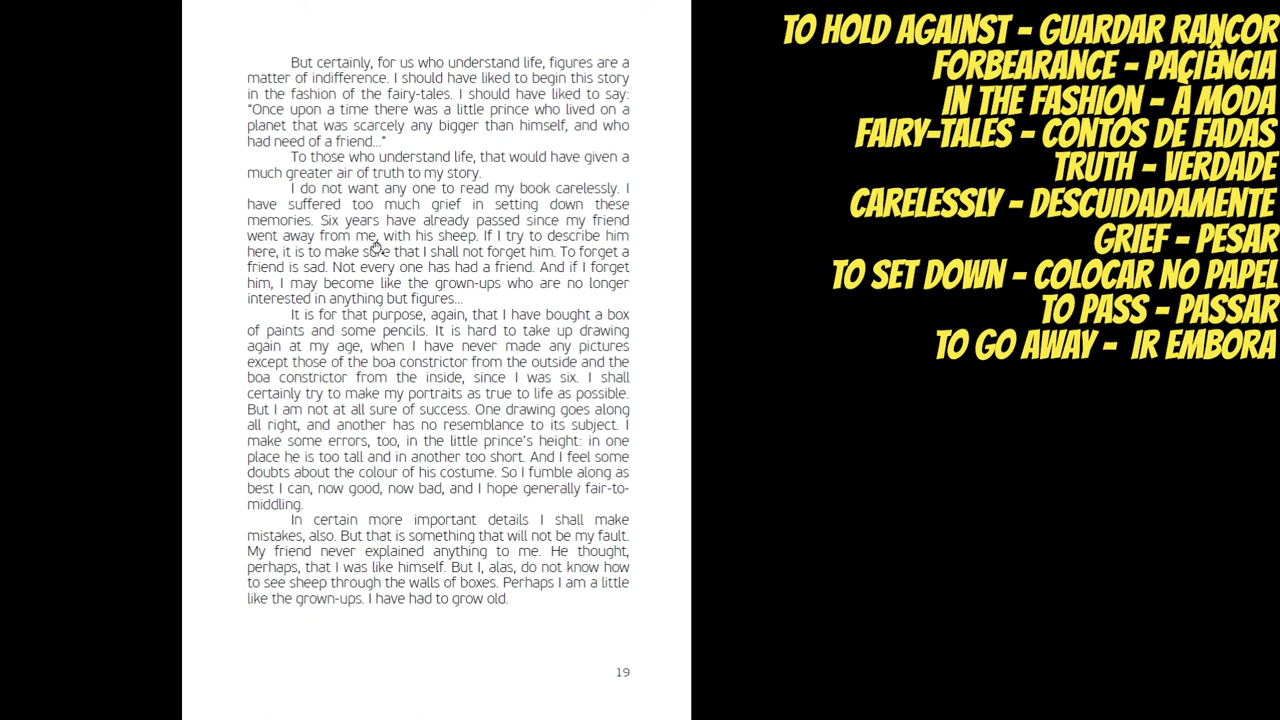 But certainly, for us who understand life, figures are a
matter of indifference. I should have liked to begin this story
in the fashion of the fairy-tales. I should have liked to say:
“Once upon a time there was a little prince who lived on a
planet that was scarcely any bigger than himself, and who
had need of a friend...”
To those who understand life, that would have given a
much greater air of truth to my story.
I do not want any one to read my book carelessly. I
have suffered too much grief in setting down these
memories. Six years have already passed since my friend
went away from me, with his sheep. If I try to describe him
here, it is to make sure that I shall not forget him. To forget a
friend is sad. Not every one has had a friend. And if I forget
him, I may become like the grown-ups who are no longer
interested in anything but figures...
It is for that purpose, again, that I have bought a box
of paints and some pencils. It is hard to take up drawing
again at my age, when I have never made any pictures
except those of the boa constrictor from the outside and the
boa constrictor from the inside, since I was six. I shall
certainly try to make my portraits as true to life as possible.
But I am not at all sure of success. One drawing goes along
all right, and another has no resemblance to its subject. I
make some errors, too, in the little prince’s height: in one
place he is too tall and in another too short. And I feel some
doubts about the colour of his costume. So I fumble along as
best I can, now good, now bad, and I hope generally fair-to-
middling.
In certain more important details I shall make
mistakes, also. But that is something that will not be my fault.
My friend never explained anything to me. He thought,
perhaps, that I was like himself. But I, alas, do not know how
to see sheep through the walls of boxes. Perhaps I am a little
like the grown-ups. I have had to grow old.
19
TO HOLD AGAINST - GUARDAR RANCOR
FORBEARANCE - PACIÊNCIA
IN THE FASHION - À MODA
FAIRY-TALES - CONTOS DE FADAS
TRUTH - VERDADE
CARELESSLY - DESCUIDADAMENTE
GRIEF - PESAR
TO SET DOWN - COLOCAR NO PAPEL
TO PASS - PASSAR
TO GO AWAY - IR EMBORA